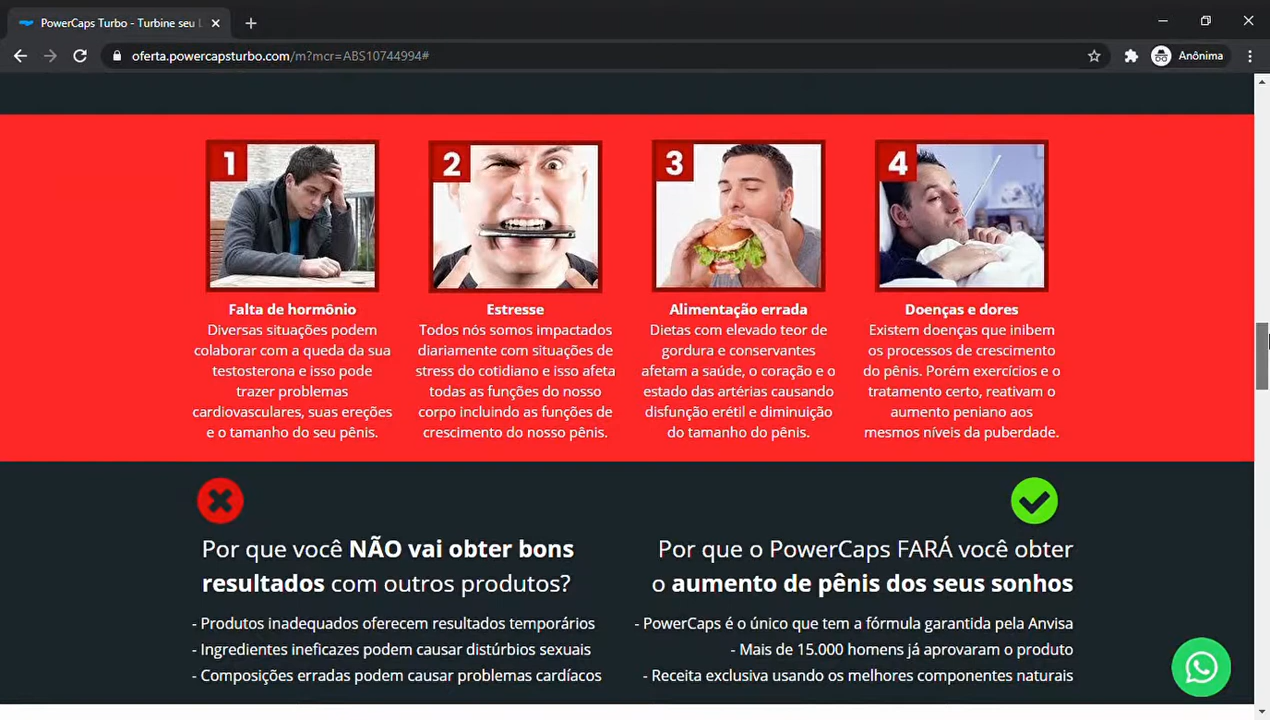 PowerCaps Turbo - Turbine seu
oferta.powercapsturbo.com/m?mcr=ABS10744994#
Anônima
1
2
3
4
Falta de hormônio
Diversas situações podem
colaborar com a queda da sua
testosterona e isso pode
trazer problemas
cardiovasculares, suas ereções
e o tamanho do seu pênis.
Estresse
Todos nós somos impactados
diariamente com situações de
stress do cotidiano e isso afeta
todas as funções do nosso
corpo incluindo as funções de
crescimento do nosso pênis.
Alimentação errada
Dietas com elevado teor de
gordura e conservantes
afetam a saúde, o coração e o
estado das artérias causando
disfunção erétil e diminuição
do tamanho do pênis.
Doenças e dores
Existem doenças que inibem
os processos de crescimento
do pênis. Porém exercícios e o
tratamento certo, reativam o
aumento peniano aos
mesmos níveis da puberdade.
Por que você NÃO vai obter bons
resultados com outros produtos?
- Produtos inadequados oferecem resultados temporários
- Ingredientes ineficazes podem causar distúrbios sexuais
- Composições erradas podem causar problemas cardíacos
Por que o PowerCaps FARÁ você obter
o aumento de pênis dos seus sonhos
- PowerCaps é o único que tem a fórmula garantida pela Anvisa
- Mais de 15.000 homens já aprovaram o produto
- Receita exclusiva usando os melhores componentes naturais